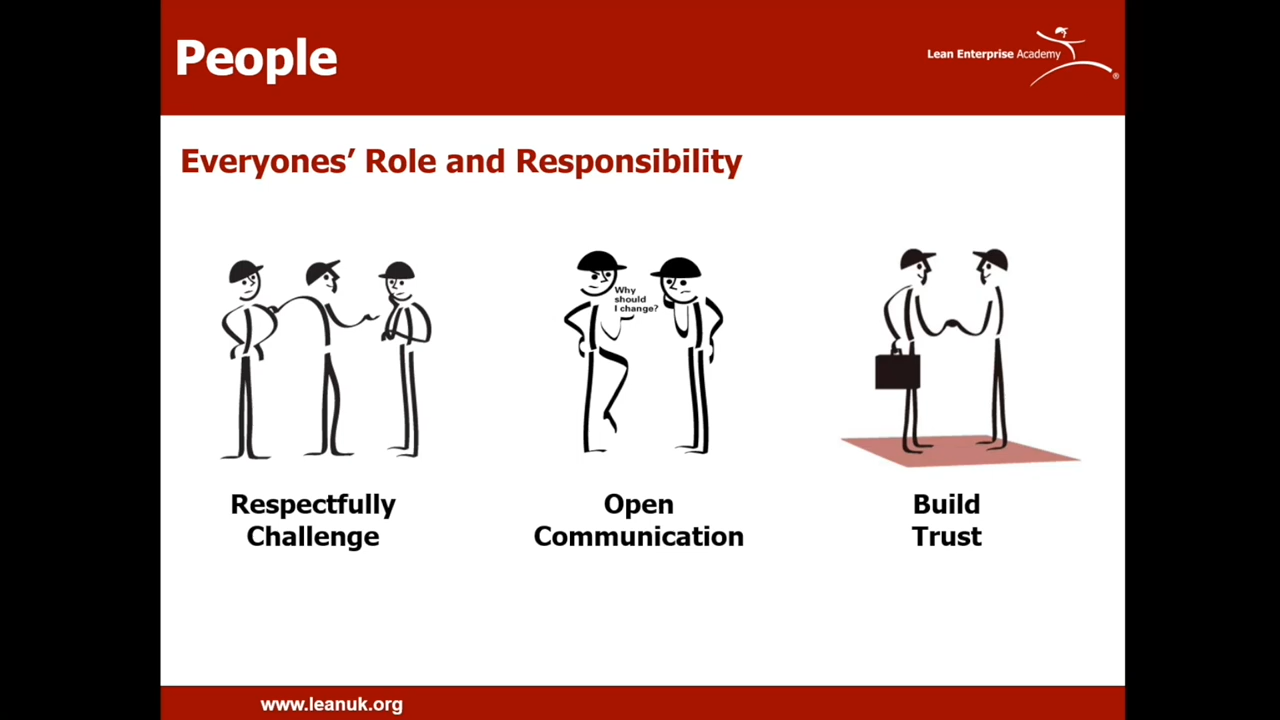 People
Lean Enterprise Academy
®
Everyones’ Role and Responsibility
Why
should
I change?
Respectfully
Challenge
Open
Communication
Build
Trust
www.leanuk.org